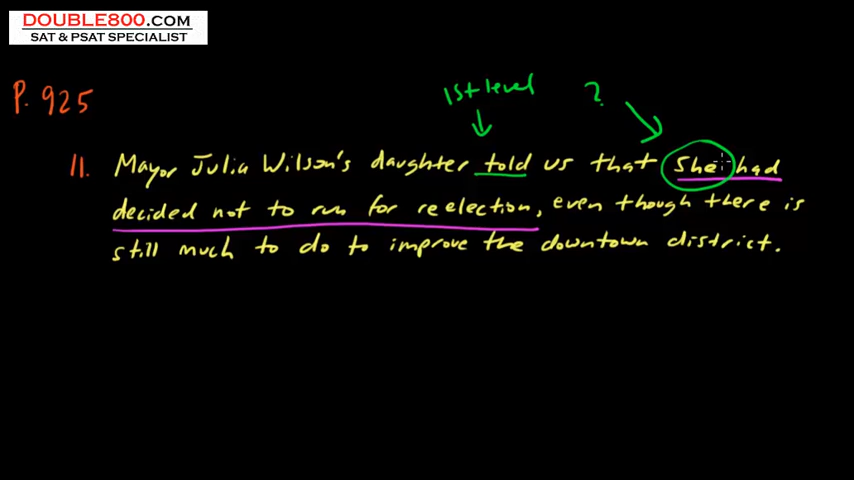 DOUBLE800.COM
SAT & PSAT SPECIALIST
1st level ?
P. 925
11. Mayor Julia Wilson's daughter told us that She had
decided not to run for reelection, even though there is
still much to do to improve the downtown district.